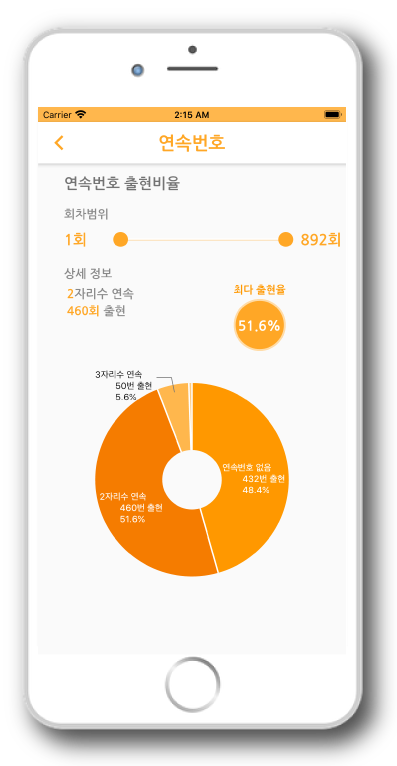 Carrier 2:15 AM
연속번호
연속번호 출현비율
회차범위
1회 892회
상세 정보
2자리수 연속
460회 출현
최다 출현율
51.6%
3자리수 연속
50번 출현
5.6%
연속번호 없음
432번 출현
48.4%
2자리수 연속
460번 출현
51.6%